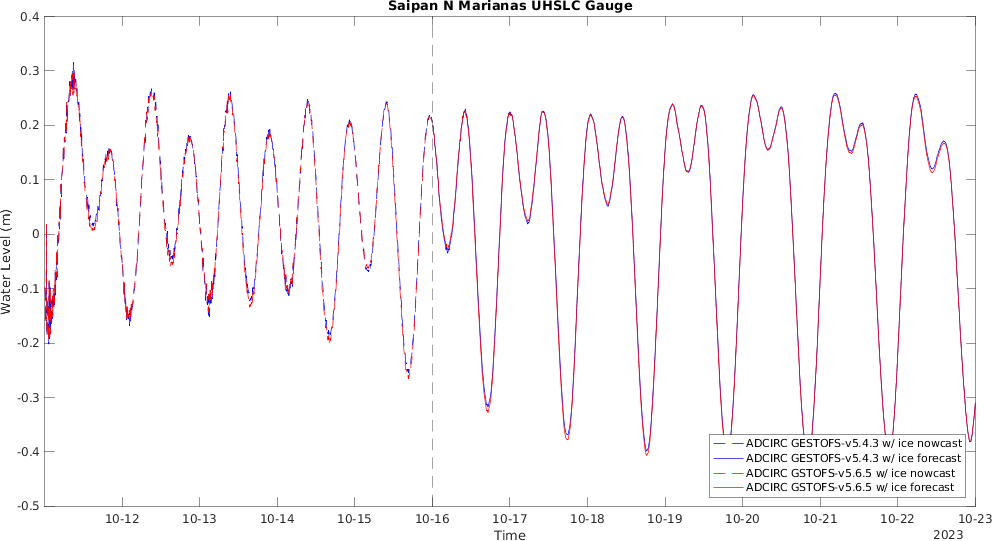 Saipan N Marianas UHSLC Gauge
0.4
0.3
0.2
0.1
0
-0.1
-0.2
-0.3
-0.4
-0.5
Water Level (m)
ADCIRC GESTOFS-v5.4.3 w/ ice nowcast
ADCIRC GESTOFS-v5.4.3 w/ ice forecast
ADCIRC GSTOFS-v5.6.5 w/ ice nowcast
ADCIRC GSTOFS-v5.6.5 w/ ice forecast
10-12 10-13 10-14 10-15 10-16 10-17 10-18 10-19 10-20 10-21 10-22 10-23
Time
2023